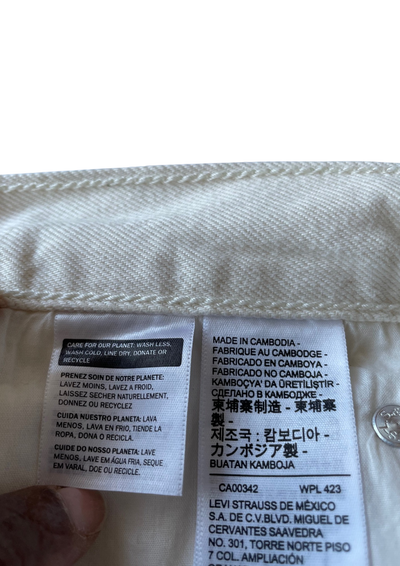 CARE FOR OUR PLANET: WASH LESS,
WASH COLD, LINE DRY, DONATE OR
RECYCLE
PRENEZ SOIN DE NOTRE PLANETE:
LAVEZ MOINS, LAVEZ A FROID,
LAISSEZ SECHER NATURELLEMENT,
DONNEZ OU RECYCLEZ
CUIDA NUESTRO PLANETA: LAVA
MENOS, LAVA EN FRIO, TIENDE LA
ROPA, DONA O RECICLA.
CUIDE DO NOSSO PLANETA: LAVE
MENOS, LAVE EM ÁGUA FRIA, SEQUE
EM VARAL, DOE OU RECICLE.
MADE IN CAMBODIA -
FABRIQUE AU CAMBODGE -
FABRICADO EN CAMBOYA -
FABRICADO NO CAMBOJA -
KAMBOÇYA' DA ÜRETİLİŞTİR -
СДЕЛАНО В КАМБОДЖЕ -
柬埔寨制造 - 柬埔寨
製 -
제조국 : 캄보디아 -
カンボジア製 -
BUATAN KAMBOJA
CA00342 WPL 423
LEVI STRAUSS DE MÉXICO
S.A. DE C.V.BLVD. MIGUEL DE
CERVANTES SAAVEDRA
NO. 301, TORRE NORTE PISO
7 COL. AMPLIACIÓN